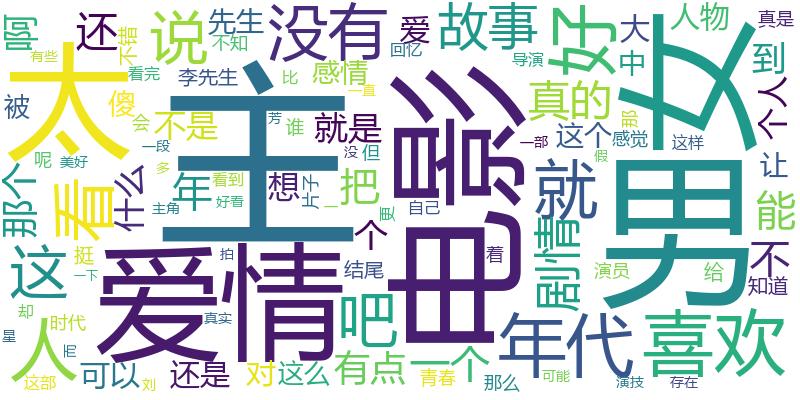 啊
还
说
先生
不知
没有
回忆
爱
故事
导演
好
大
中
人物
真是
到
不错
有些
看完
太
主
李先生
感情
比
一直
电影
真的
那
女
个人
被
傻
会
不是
芳
谁
就是
没
但
一部
这个
感觉
这样
假
让
那个
呢
美好
看
什么
一段
多
主角
年
看到
好看
想
片子
一
把
更
自己
就
男
能
这
挺
一下
爱情
拍
个
结尾
着
剧情
演员
给
不
知道
却
星
人
时代
真实
吧
年代
喜欢
这部
可以
刘
还是
对
这么
有点
一个
青春
那么
可能
演技
存在